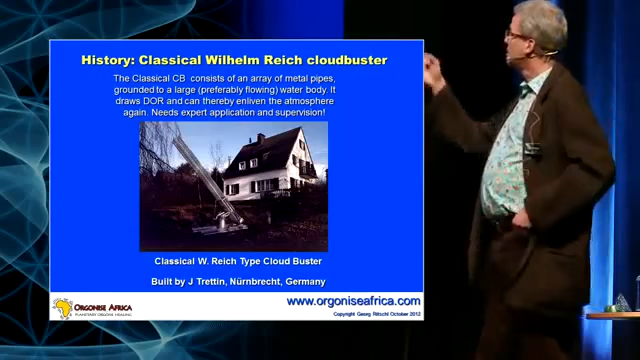 History: Classical Wilhelm Reich cloudbuster
The Classical CB consists of an array of metal pipes,
grounded to a large (preferably flowing) water body. It
draws DOR and can thereby enliven the atmosphere
again. Needs expert application and supervision!
Classical W. Reich Type Cloud Buster
Built by J Trettin, Nürnbrecht, Germany
ORGONISE AFRICA
PLANETARY ORGONE HEALING
www.orgoniseafrica.com
Copyright Georg Ritschl October 2012